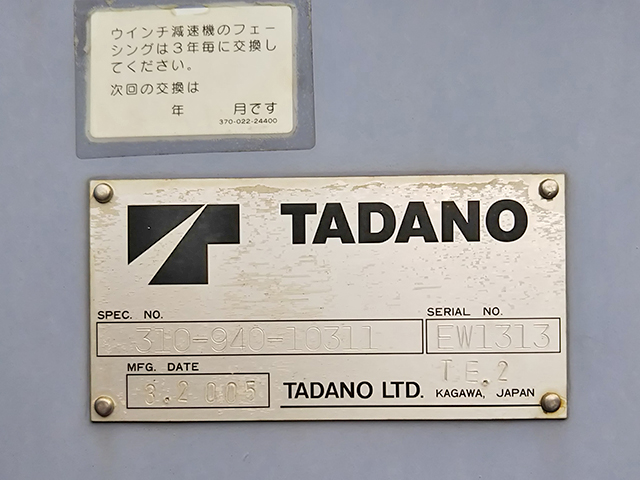 ウインチ減速機のフェー
シングは3年毎に交換し
てください。
次回の交換は
年 月です
370-022-24400
TADANO
SPEC. NO. SERIAL NO.
310-940-10311 EW1313
MFG. DATE T.E.2
3.2005
TADANO LTD. KAGAWA, JAPAN